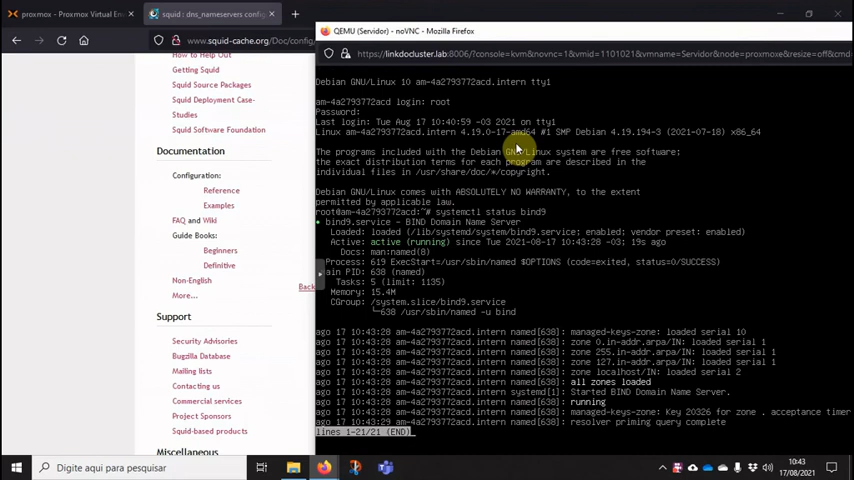 proxmox - Proxmox Virtual Env
squid : dns_nameservers config
www.squid-cache.org/Doc/config,
How to Help Out
Getting Squid
Squid Source Packages
Squid Deployment Case-
Studies
Squid Software Foundation
Documentation
Configuration:
Reference
Examples
FAQ and Wiki
Guide Books:
Beginners
Definitive
Non-English
More...
Back
Support
Security Advisories
Bugzilla Database
Mailing lists
Contacting us
Commercial services
Project Sponsors
Squid-based products
Miscellaneous
QEMU (Servidor) - noVNC - Mozilla Firefox
https://linkdocluster.lab:8006/?console=kvm&novnc=1&vmid=1101021&vmname=Servidor&node=proxmoxe&resize=off&cmd=
Debian GNU/Linux 10 am-4a2793772acd.intern tty1
am-4a2793772acd login: root
Password:
Last login: Tue Aug 17 10:40:59 -03 2021 on tty1
Linux am-4a2793772acd.intern 4.19.0-17-amd64 #1 SMP Debian 4.19.194-3 (2021-07-18) x86_64
The programs included with the Debian GNU/Linux system are free software;
the exact distribution terms for each program are described in the
individual files in /usr/share/doc/*/copyright.
Debian GNU/Linux comes with ABSOLUTELY NO WARRANTY, to the extent
permitted by applicable law.
root@am-4a2793772acd:~# systemctl status bind9
● bind9.service - BIND Domain Name Server
Loaded: loaded (/lib/systemd/system/bind9.service; enabled; vendor preset: enabled)
Active: active (running) since Tue 2021-08-17 10:43:28 -03; 19s ago
Docs: man:named(8)
Process: 619 ExecStart=/usr/sbin/named $OPTIONS (code=exited, status=0/SUCCESS)
ain PID: 638 (named)
Tasks: 5 (limit: 1135)
Memory: 15.4M
CGroup: /system.slice/bind9.service
└─638 /usr/sbin/named -u bind
ago 17 10:43:28 am-4a2793772acd.intern named[638]: managed-keys-zone: loaded serial 10
ago 17 10:43:28 am-4a2793772acd.intern named[638]: zone 0.in-addr.arpa/IN: loaded serial 1
ago 17 10:43:28 am-4a2793772acd.intern named[638]: zone 255.in-addr.arpa/IN: loaded serial 1
ago 17 10:43:28 am-4a2793772acd.intern named[638]: zone 127.in-addr.arpa/IN: loaded serial 1
ago 17 10:43:28 am-4a2793772acd.intern named[638]: zone localhost/IN: loaded serial 2
ago 17 10:43:28 am-4a2793772acd.intern named[638]: all zones loaded
ago 17 10:43:28 am-4a2793772acd.intern systemd[1]: Started BIND Domain Name Server.
ago 17 10:43:28 am-4a2793772acd.intern named[638]: running
ago 17 10:43:28 am-4a2793772acd.intern named[638]: managed-keys-zone: Key 20326 for zone . acceptance timer
ago 17 10:43:29 am-4a2793772acd.intern named[638]: resolver priming query complete
lines 1-21/21 (END)
Digite aqui para pesquisar
10:43
17/08/2021